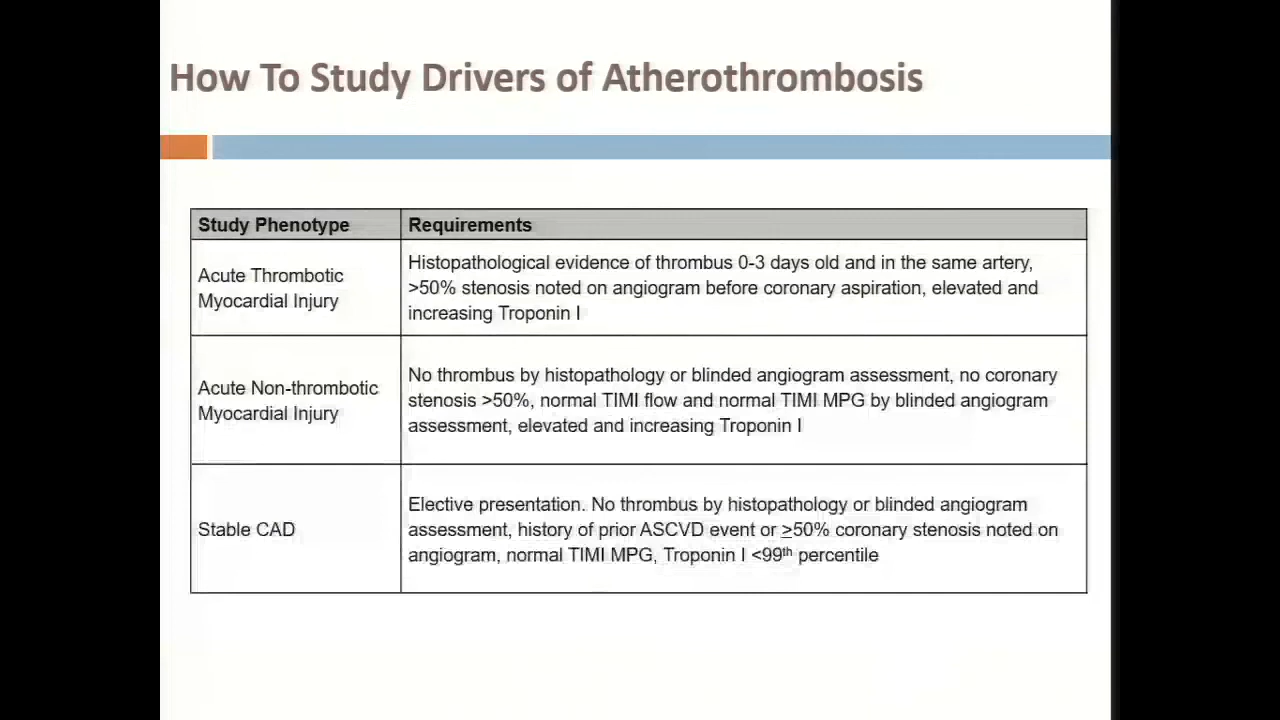 How To Study Drivers of Atherothrombosis
Study Phenotype
Requirements
Acute Thrombotic
Myocardial Injury
Histopathological evidence of thrombus 0-3 days old and in the same artery,
>50% stenosis noted on angiogram before coronary aspiration, elevated and
increasing Troponin I
Acute Non-thrombotic
Myocardial Injury
No thrombus by histopathology or blinded angiogram assessment, no coronary
stenosis >50%, normal TIMI flow and normal TIMI MPG by blinded angiogram
assessment, elevated and increasing Troponin I
Stable CAD
Elective presentation. No thrombus by histopathology or blinded angiogram
assessment, history of prior ASCVD event or ≥50% coronary stenosis noted on
angiogram, normal TIMI MPG, Troponin I <99th percentile